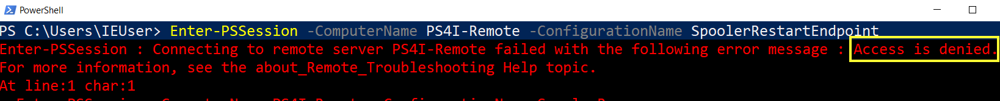 PowerShell
PS C:\Users\IEUser> Enter-PSSession -ComputerName PS4I-Remote -ConfigurationName SpoolerRestartEndpoint
Enter-PSSession : Connecting to remote server PS4I-Remote failed with the following error message : Access is denied.
For more information, see the about_Remote_Troubleshooting Help topic.
At line:1 char:1